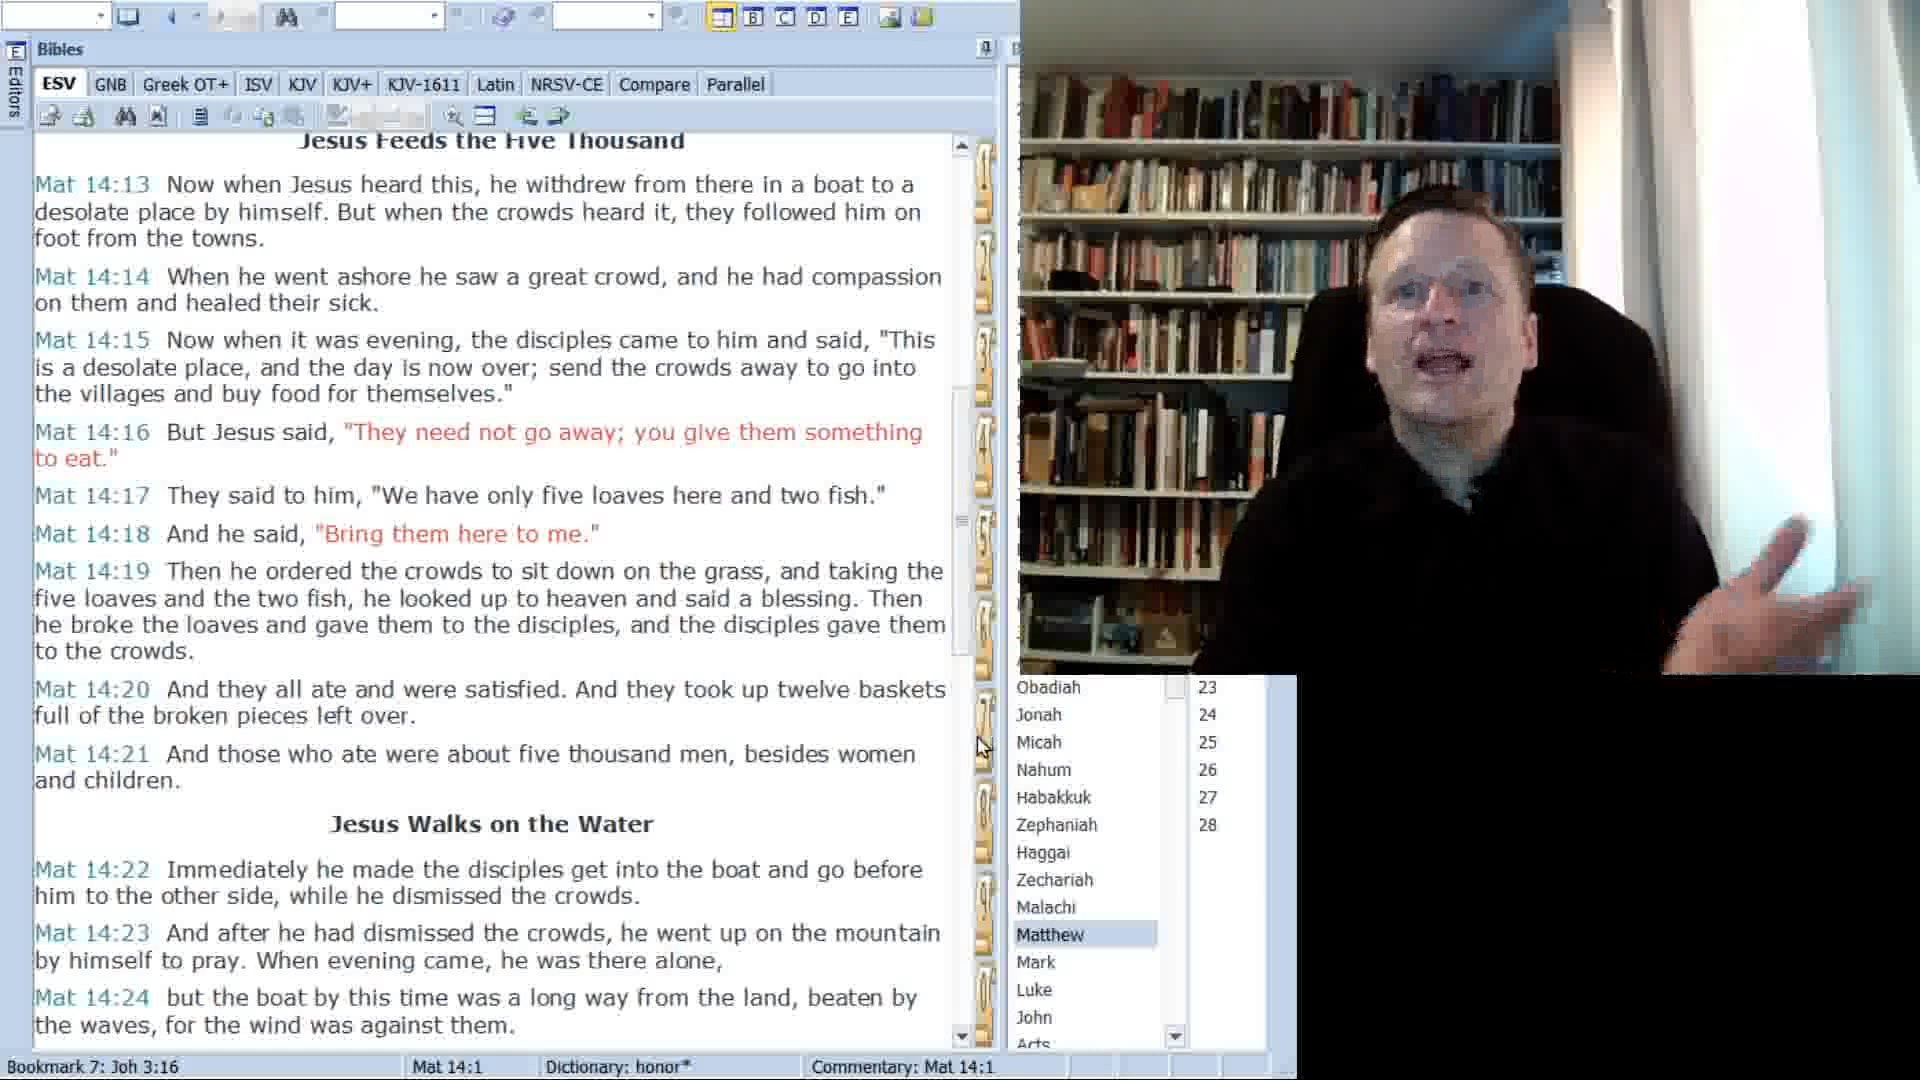 B C D E
E Editors
Bibles
ESV GNB Greek OT+ ISV KJV KJV+ KJV-1611 Latin NRSV-CE Compare Parallel
Jesus Feeds the Five Thousand
Mat 14:13 Now when Jesus heard this, he withdrew from there in a boat to a
desolate place by himself. But when the crowds heard it, they followed him on
foot from the towns.
Mat 14:14 When he went ashore he saw a great crowd, and he had compassion
on them and healed their sick.
Mat 14:15 Now when it was evening, the disciples came to him and said, "This
is a desolate place, and the day is now over; send the crowds away to go into
the villages and buy food for themselves."
Mat 14:16 But Jesus said, "They need not go away; you give them something
to eat."
Mat 14:17 They said to him, "We have only five loaves here and two fish."
Mat 14:18 And he said, "Bring them here to me."
Mat 14:19 Then he ordered the crowds to sit down on the grass, and taking the
five loaves and the two fish, he looked up to heaven and said a blessing. Then
he broke the loaves and gave them to the disciples, and the disciples gave them
to the crowds.
Mat 14:20 And they all ate and were satisfied. And they took up twelve baskets
full of the broken pieces left over.
Mat 14:21 And those who ate were about five thousand men, besides women
and children.
Jesus Walks on the Water
Mat 14:22 Immediately he made the disciples get into the boat and go before
him to the other side, while he dismissed the crowds.
Mat 14:23 And after he had dismissed the crowds, he went up on the mountain
by himself to pray. When evening came, he was there alone,
Mat 14:24 but the boat by this time was a long way from the land, beaten by
the waves, for the wind was against them.
1
2
3
4
5
6
7
8
9
0
Obadiah 23
Jonah 24
Micah 25
Nahum 26
Habakkuk 27
Zephaniah 28
Haggai
Zechariah
Malachi
Matthew
Mark
Luke
John
Acts
Bookmark 7: Joh 3:16 Mat 14:1 Dictionary: honor* Commentary: Mat 14:1